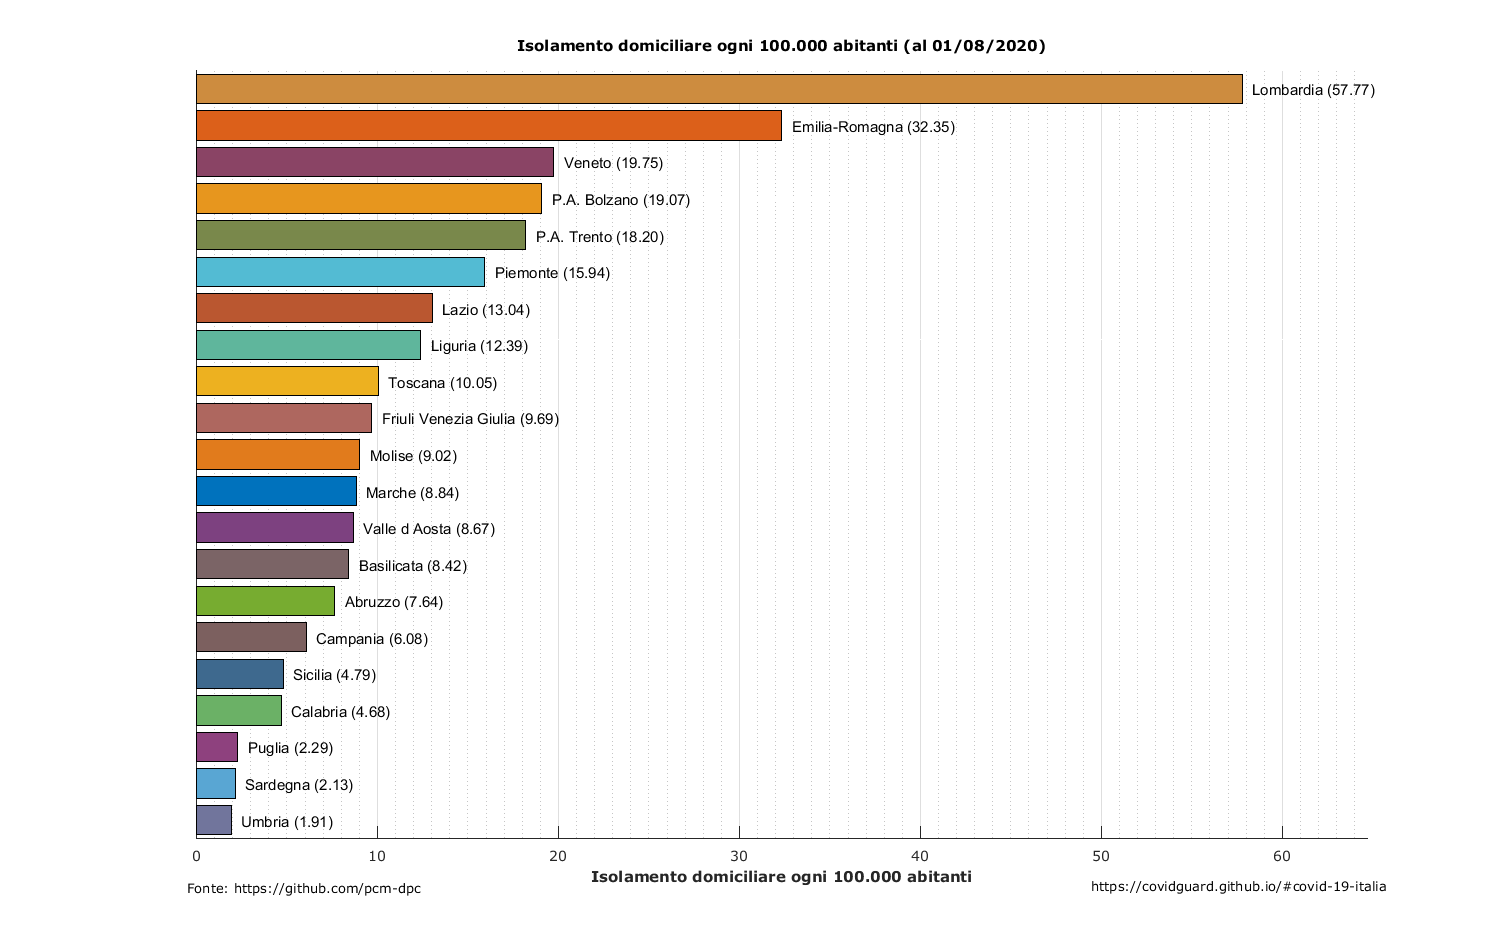 Isolamento domiciliare ogni 100.000 abitanti (al 01/08/2020)
Lombardia (57.77)
Emilia-Romagna (32.35)
Veneto (19.75)
P.A. Bolzano (19.07)
P.A. Trento (18.20)
Piemonte (15.94)
Lazio (13.04)
Liguria (12.39)
Toscana (10.05)
Friuli Venezia Giulia (9.69)
Molise (9.02)
Marche (8.84)
Valle d Aosta (8.67)
Basilicata (8.42)
Abruzzo (7.64)
Campania (6.08)
Sicilia (4.79)
Calabria (4.68)
Puglia (2.29)
Sardegna (2.13)
Umbria (1.91)
0 10 20 30 40 50 60
Isolamento domiciliare ogni 100.000 abitanti
Fonte: https://github.com/pcm-dpc
https://covidguard.github.io/#covid-19-italia